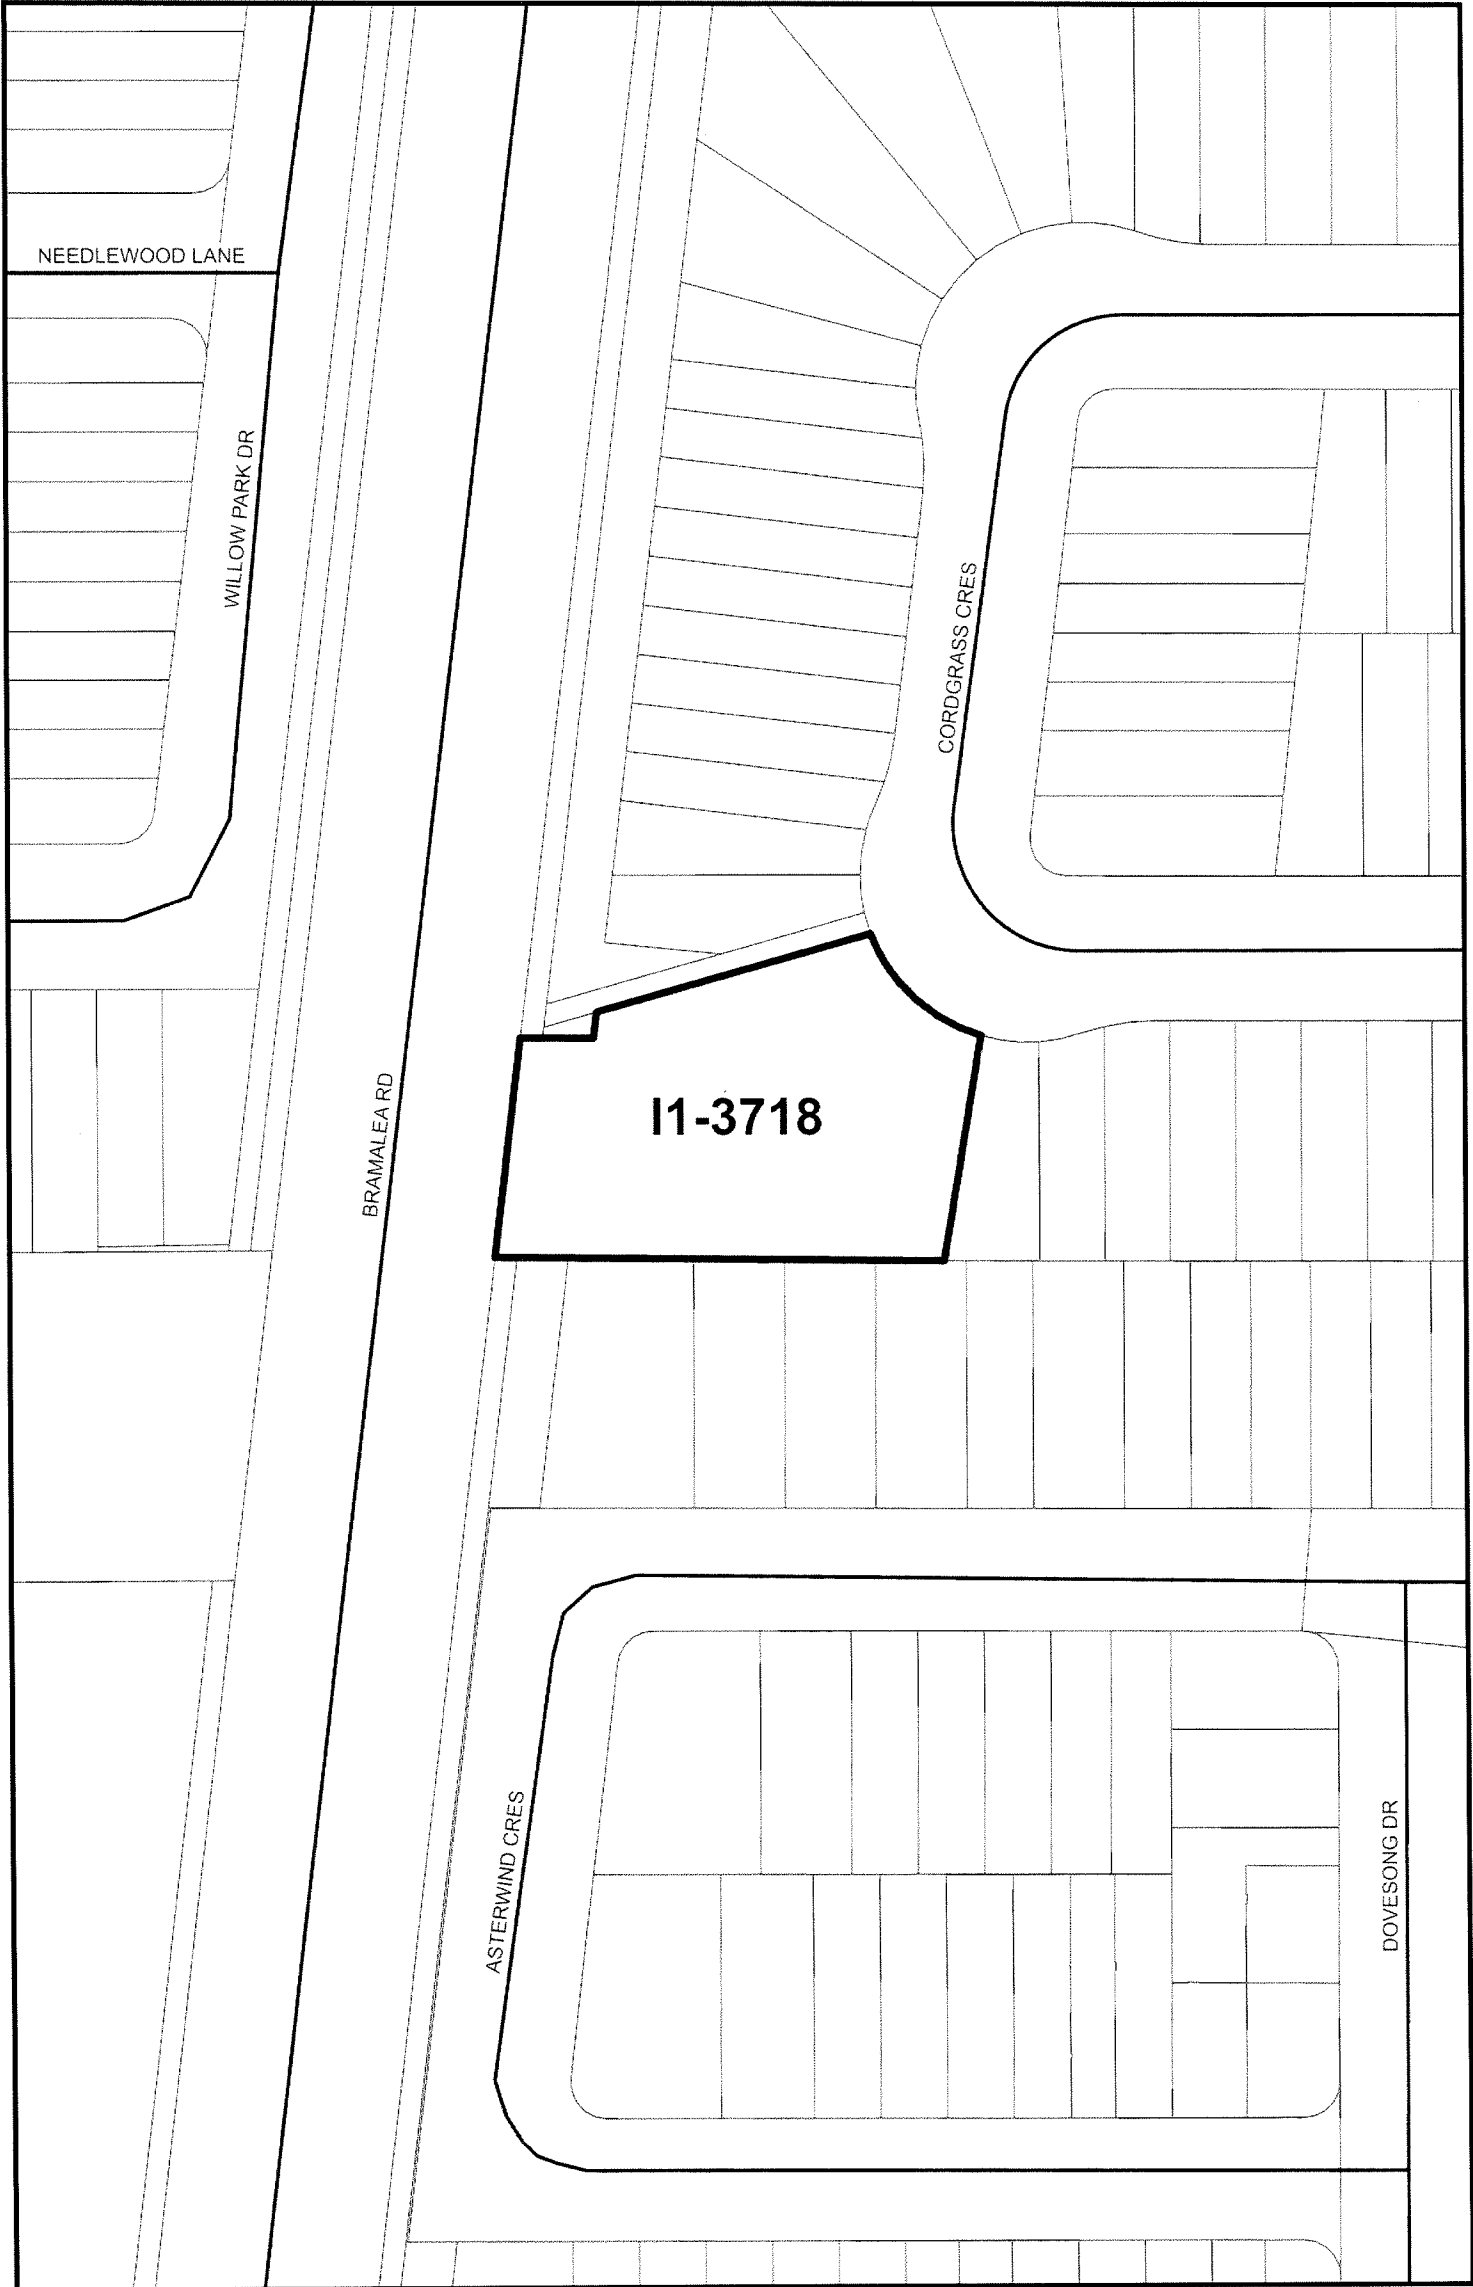 NEEDLEWOOD LANE
WILLOW PARK DR
CORDGRASS CRES
BRAMALEA RD
I1-3718
ASTERWIND CRES
DOVESONG DR